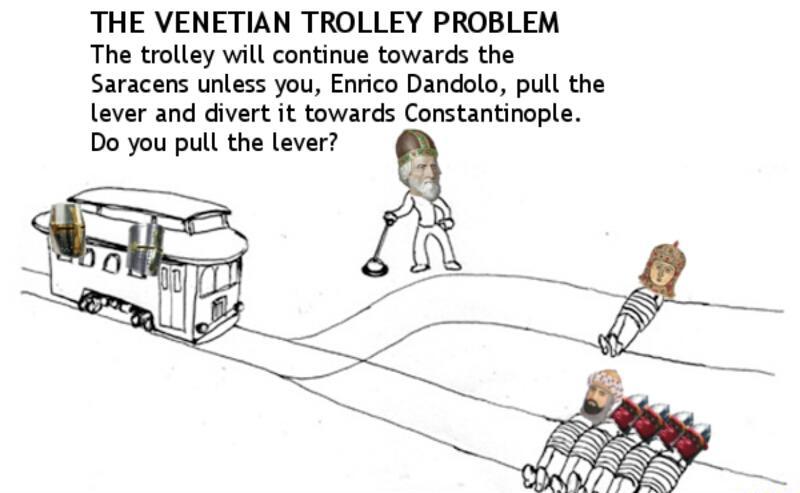 THE VENETIAN TROLLEY PROBLEM
The trolley will continue towards the
Saracens unless you, Enrico Dandolo, pull the
lever and divert it towards Constantinople.
Do you pull the lever?